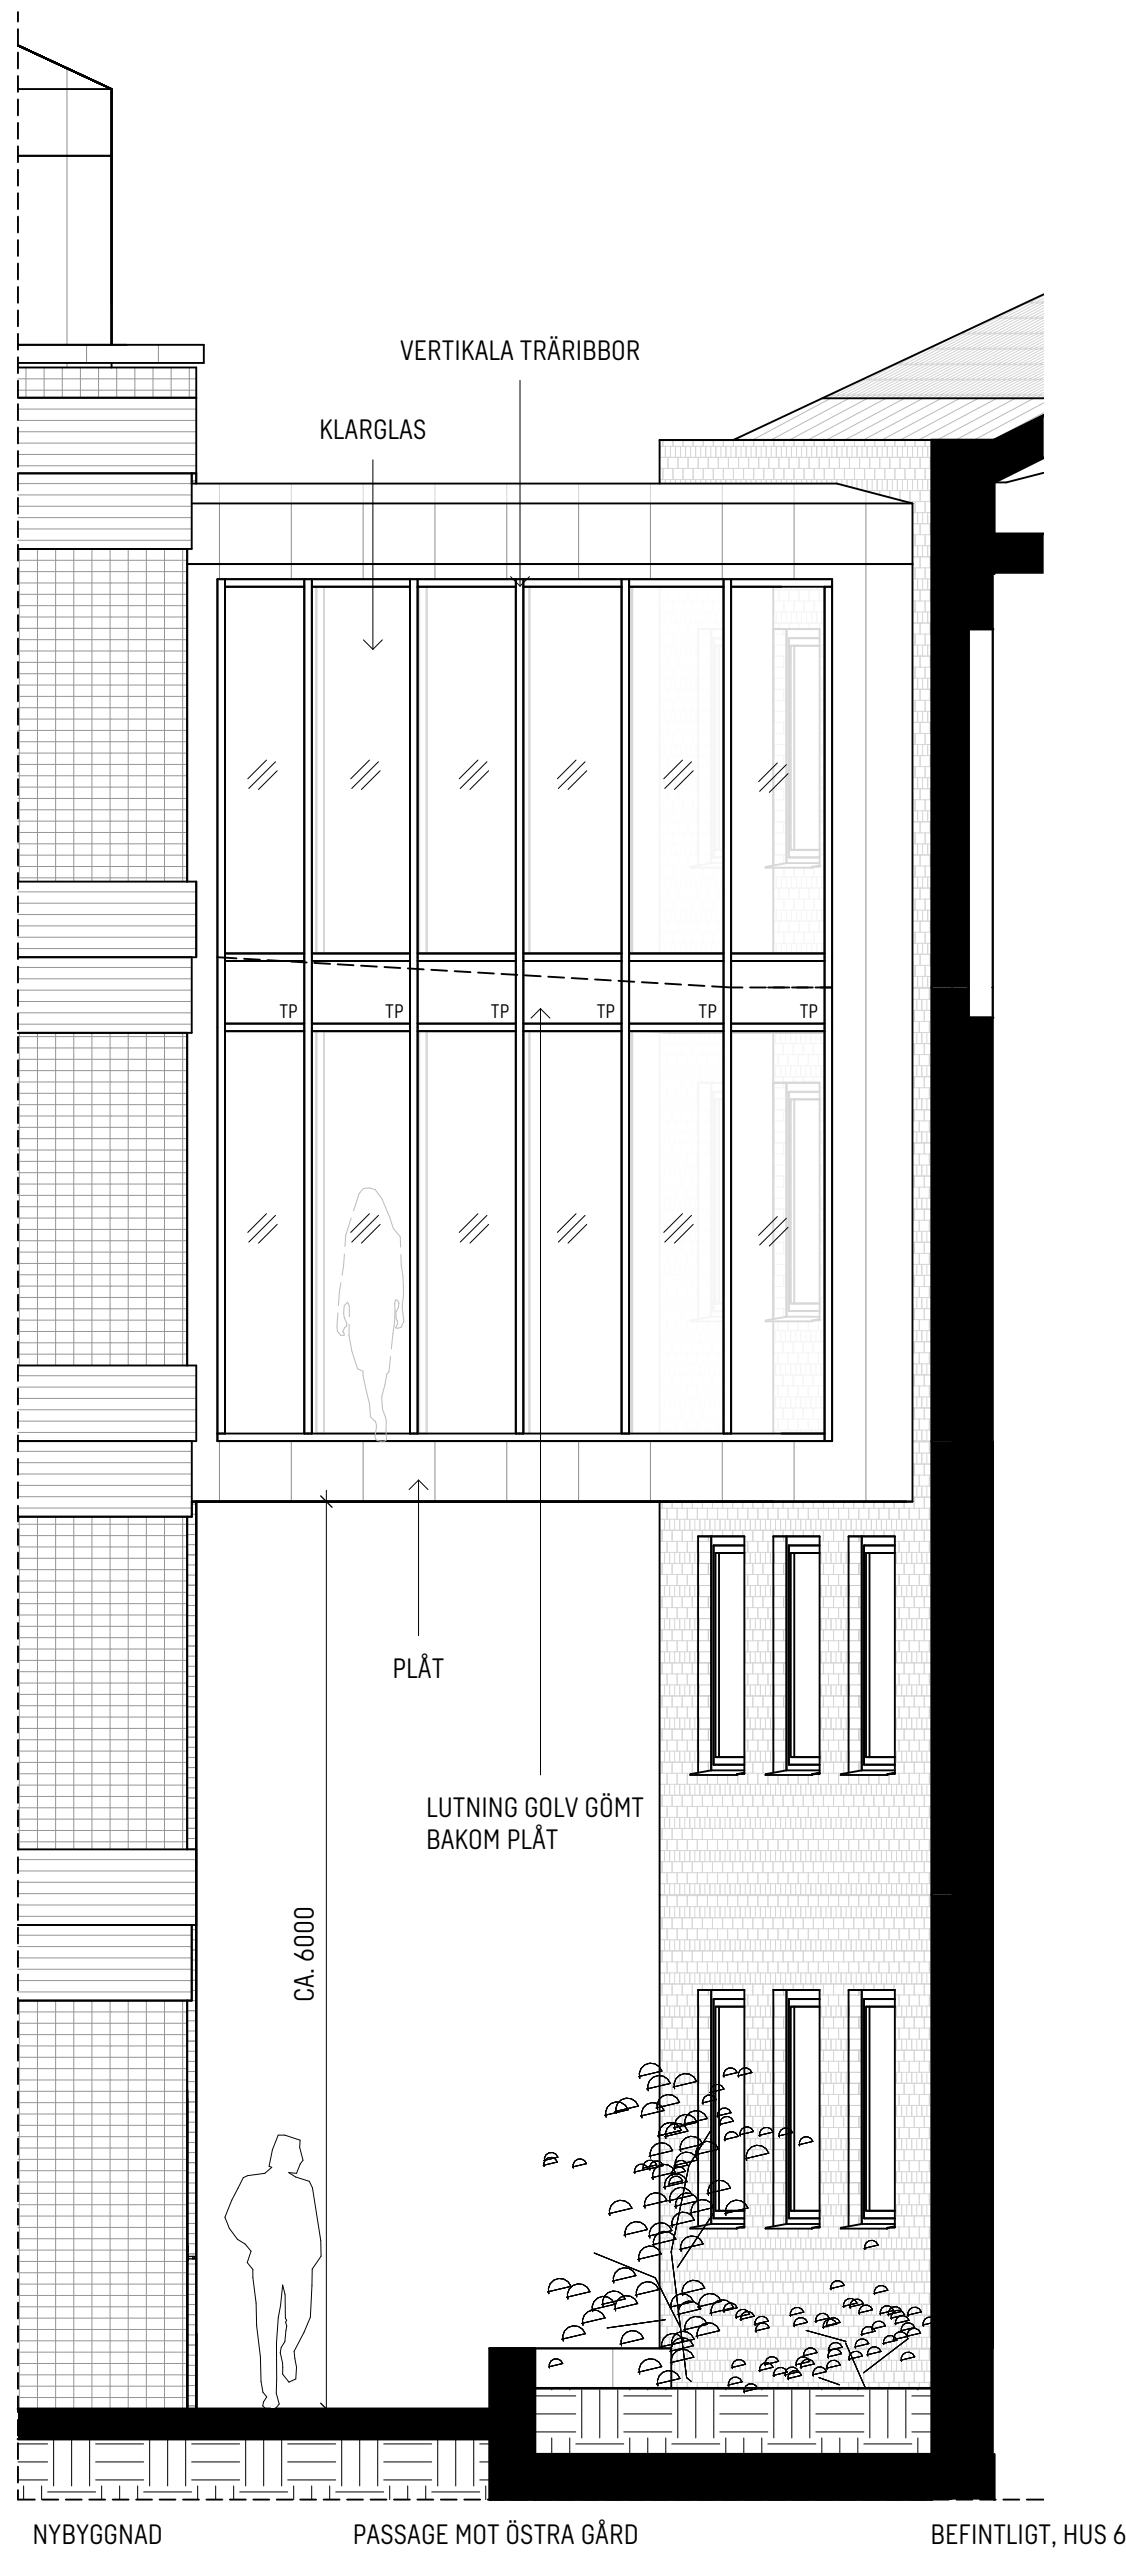 VERTIKALA TRÄRIBBOR
KLARGLAS
TP TP TP TP TP TP
PLÅT
LUTNING GOLV GÖMT
BAKOM PLÅT
CA. 6000
NYBYGGNAD
PASSAGE MOT ÖSTRA GÅRD
BEFINTLIGT, HUS 6